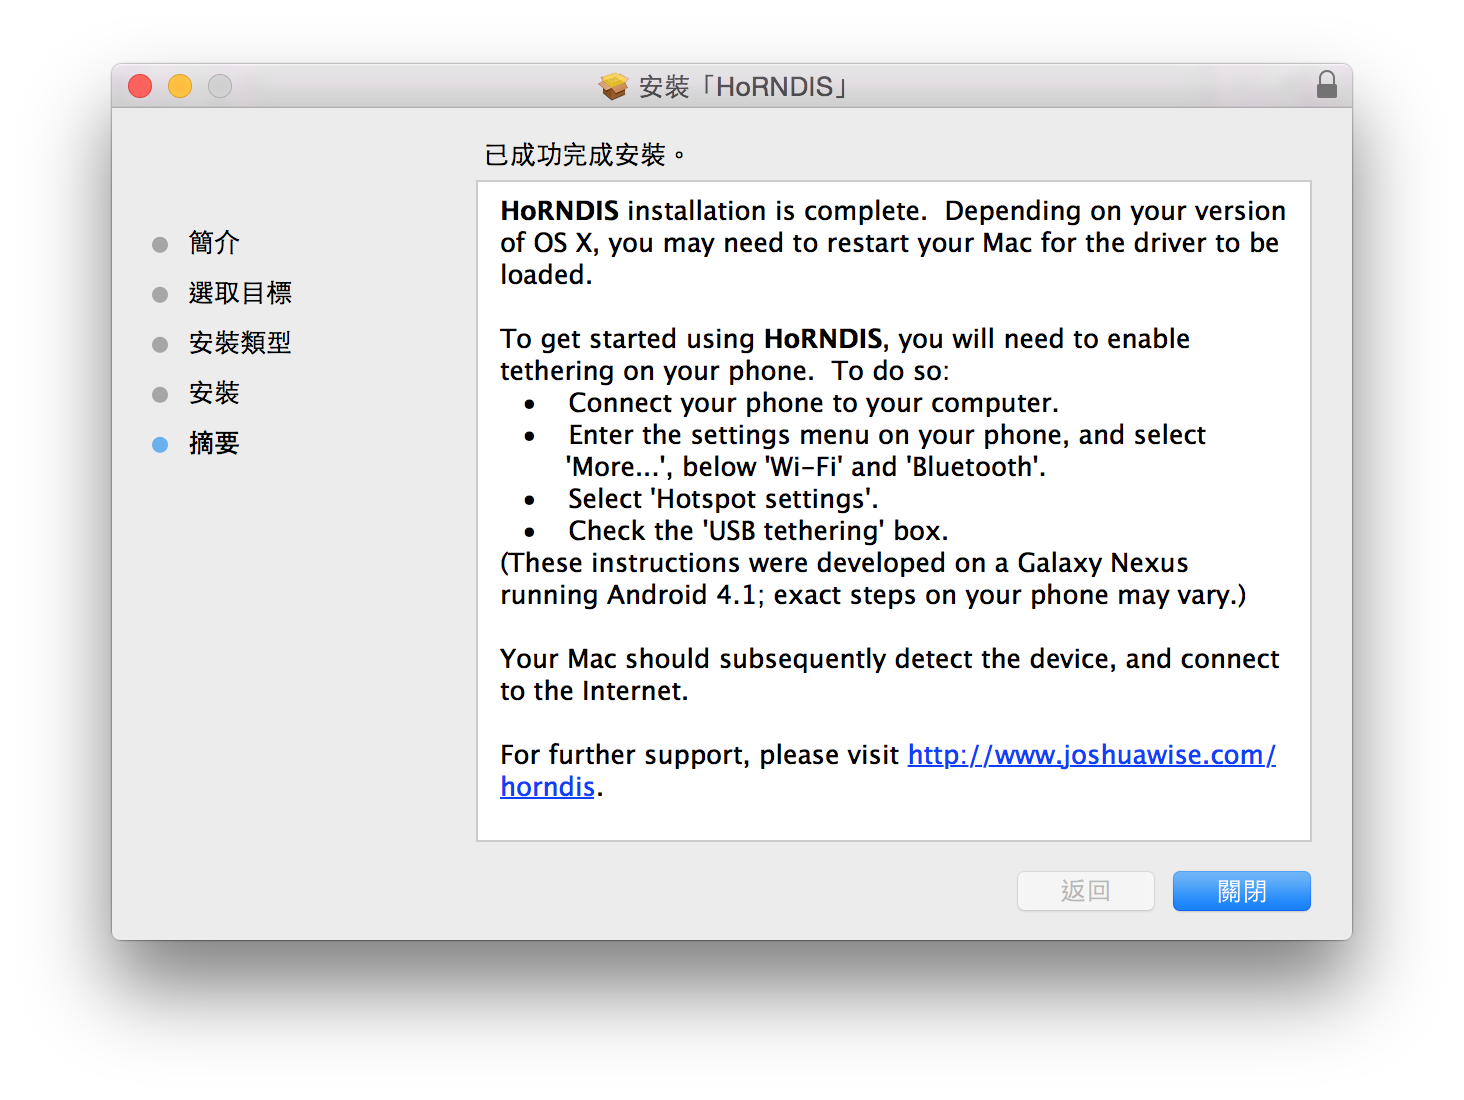 安裝「HoRNDIS」
已成功完成安裝。
簡介
選取目標
安裝類型
安裝
摘要
HoRNDIS installation is complete.  Depending on your version
of OS X, you may need to restart your Mac for the driver to be
loaded.
To get started using HoRNDIS, you will need to enable
tethering on your phone.  To do so:
• Connect your phone to your computer.
• Enter the settings menu on your phone, and select
'More...', below 'Wi-Fi' and 'Bluetooth'.
• Select 'Hotspot settings'.
• Check the 'USB tethering' box.
(These instructions were developed on a Galaxy Nexus
running Android 4.1; exact steps on your phone may vary.)
Your Mac should subsequently detect the device, and connect
to the Internet.
For further support, please visit http://www.joshuawise.com/
horndis.
返回
關閉